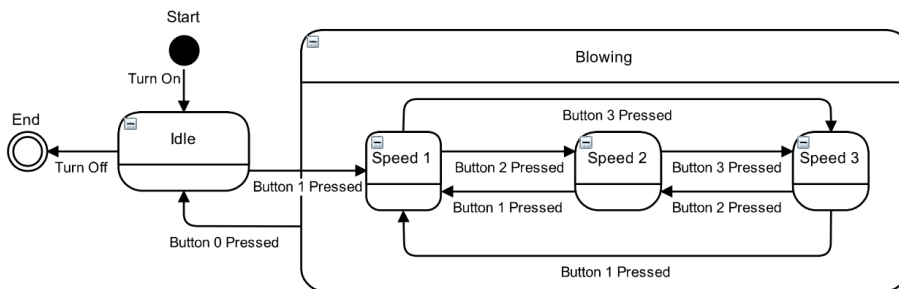 Start
Blowing
Turn On
Button 3 Pressed
End
Idle
Speed 1
Speed 2
Speed 3
Turn Off
Button 2 Pressed
Button 3 Pressed
Button 1 Pressed
Button 1 Pressed
Button 2 Pressed
Button 0 Pressed
Button 1 Pressed